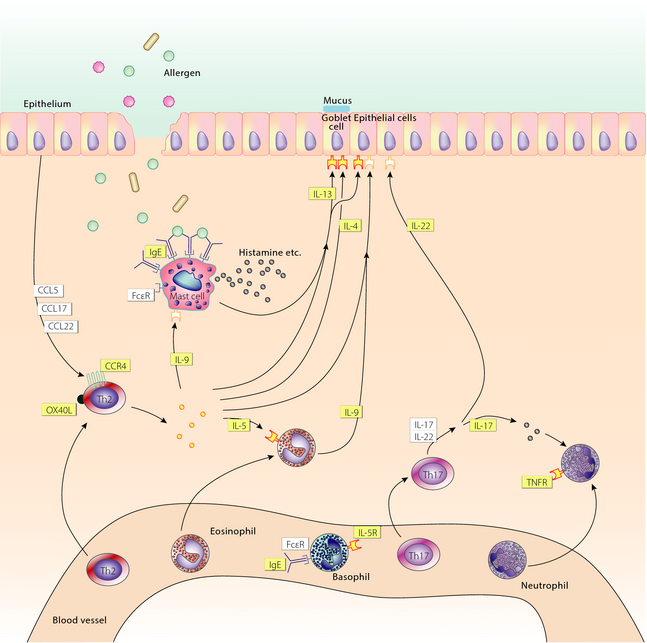 Allergen
Epithelium
Mucus
Goblet Epithelial cells
cell
IL-13
IL-4
IL-22
IgE
Histamine etc.
FcεR
Mast cell
CCL5
CCL17
CCL22
IL-9
CCR4
Th2
OX40L
IL-5
IL-9
IL-17
IL-22
IL-17
Th17
TNFR
Eosinophil
IL-5R
FcεR
IgE
Basophil
Th17
Th2
Neutrophil
Blood vessel